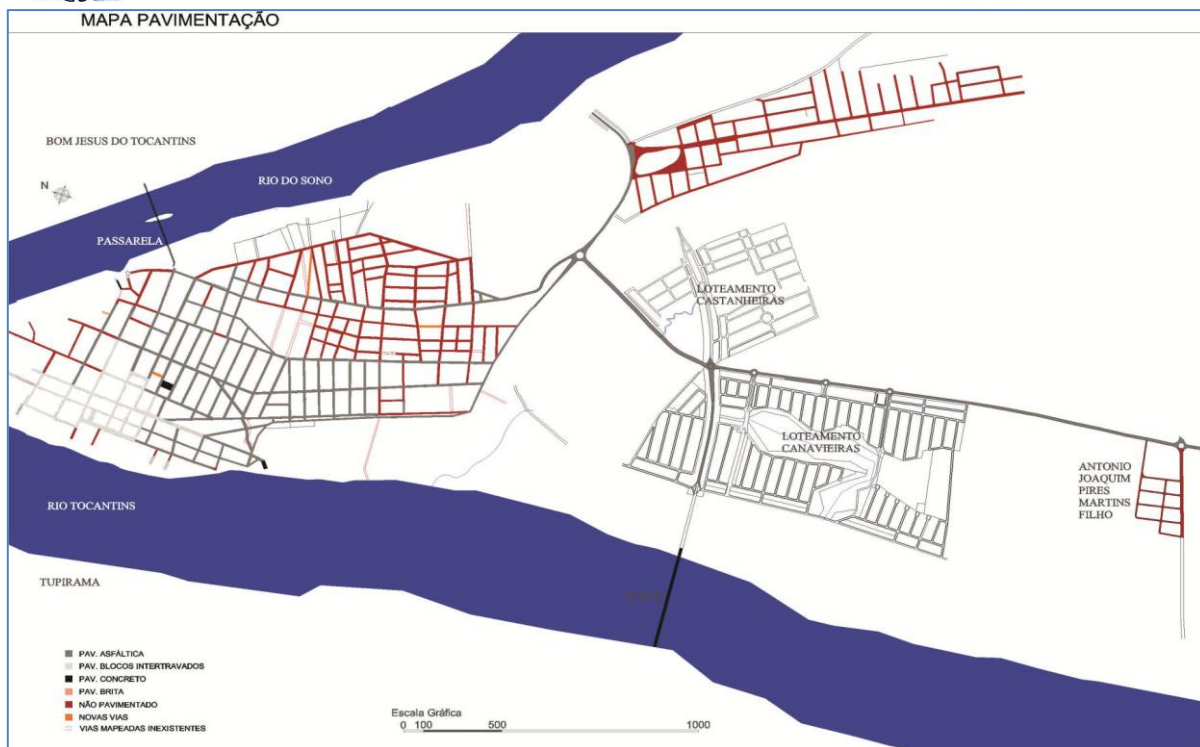 MAPA PAVIMENTAÇÃO
BOM JESUS DO TOCANTINS
N
RIO DO SONO
PASSARELA
LOTEAMENTO
CASTANHEIRAS
LOTEAMENTO
CANAVIEIRAS
ANTONIO
JOAQUIM
PIRES
MARTINS
FILHO
RIO TOCANTINS
TUPIRAMA
PAV. ASFÁLTICA
PAV. BLOCOS INTERTRAVADOS
PAV. CONCRETO
PAV. BRITA
NÃO PAVIMENTADO
NOVAS VIAS
VIAS MAPEADAS INEXISTENTES
Escala Gráfica
0 100 500 1000